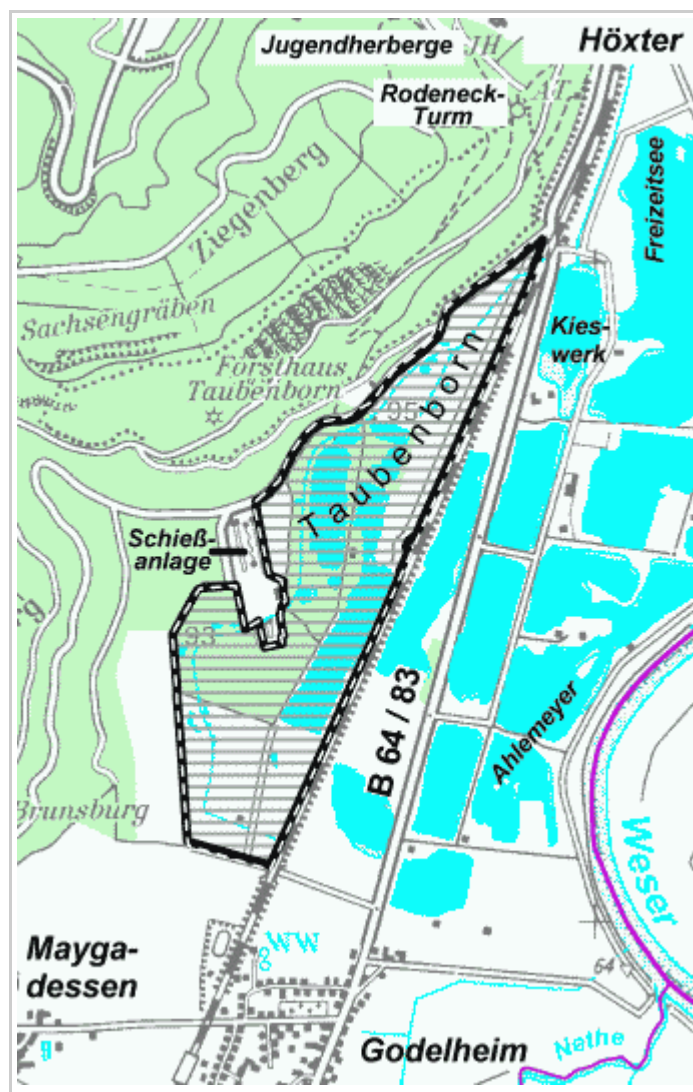 Jugendherberge
JH
Höxter
Rodeneck-
Turm
AT
Ziegenberg
Freizeitsee
Sachsengräben
Kies-
werk
Forsthaus
Taubenborn
95
Taubenborn
Schieß-
anlage
93
B 64 / 83
Ahlemeyer
Brunsburg
Weser
WW
Mayga-
dessen
64
Godelheim
Nethe